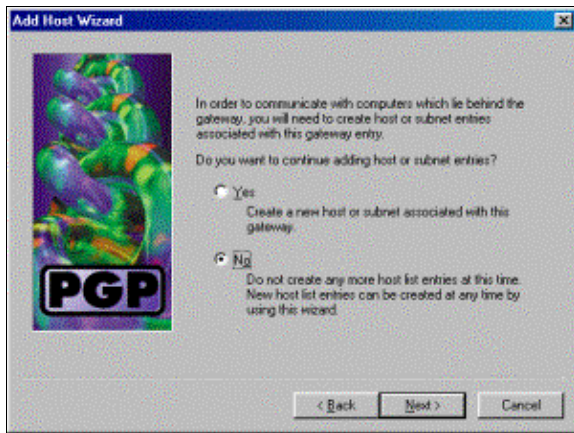 Add Host Wizard
In order to communicate with computers which lie behind the
gateway, you will need to create host or subnet entries
associated with this gateway entry.
Do you want to continue adding host or subnet entries?
Yes
Create a new host or subnet associated with this
gateway.
No
Do not create any more host list entries at this time.
New host list entries can be created at any time by
using this wizard.
PGP
< Back
Next >
Cancel